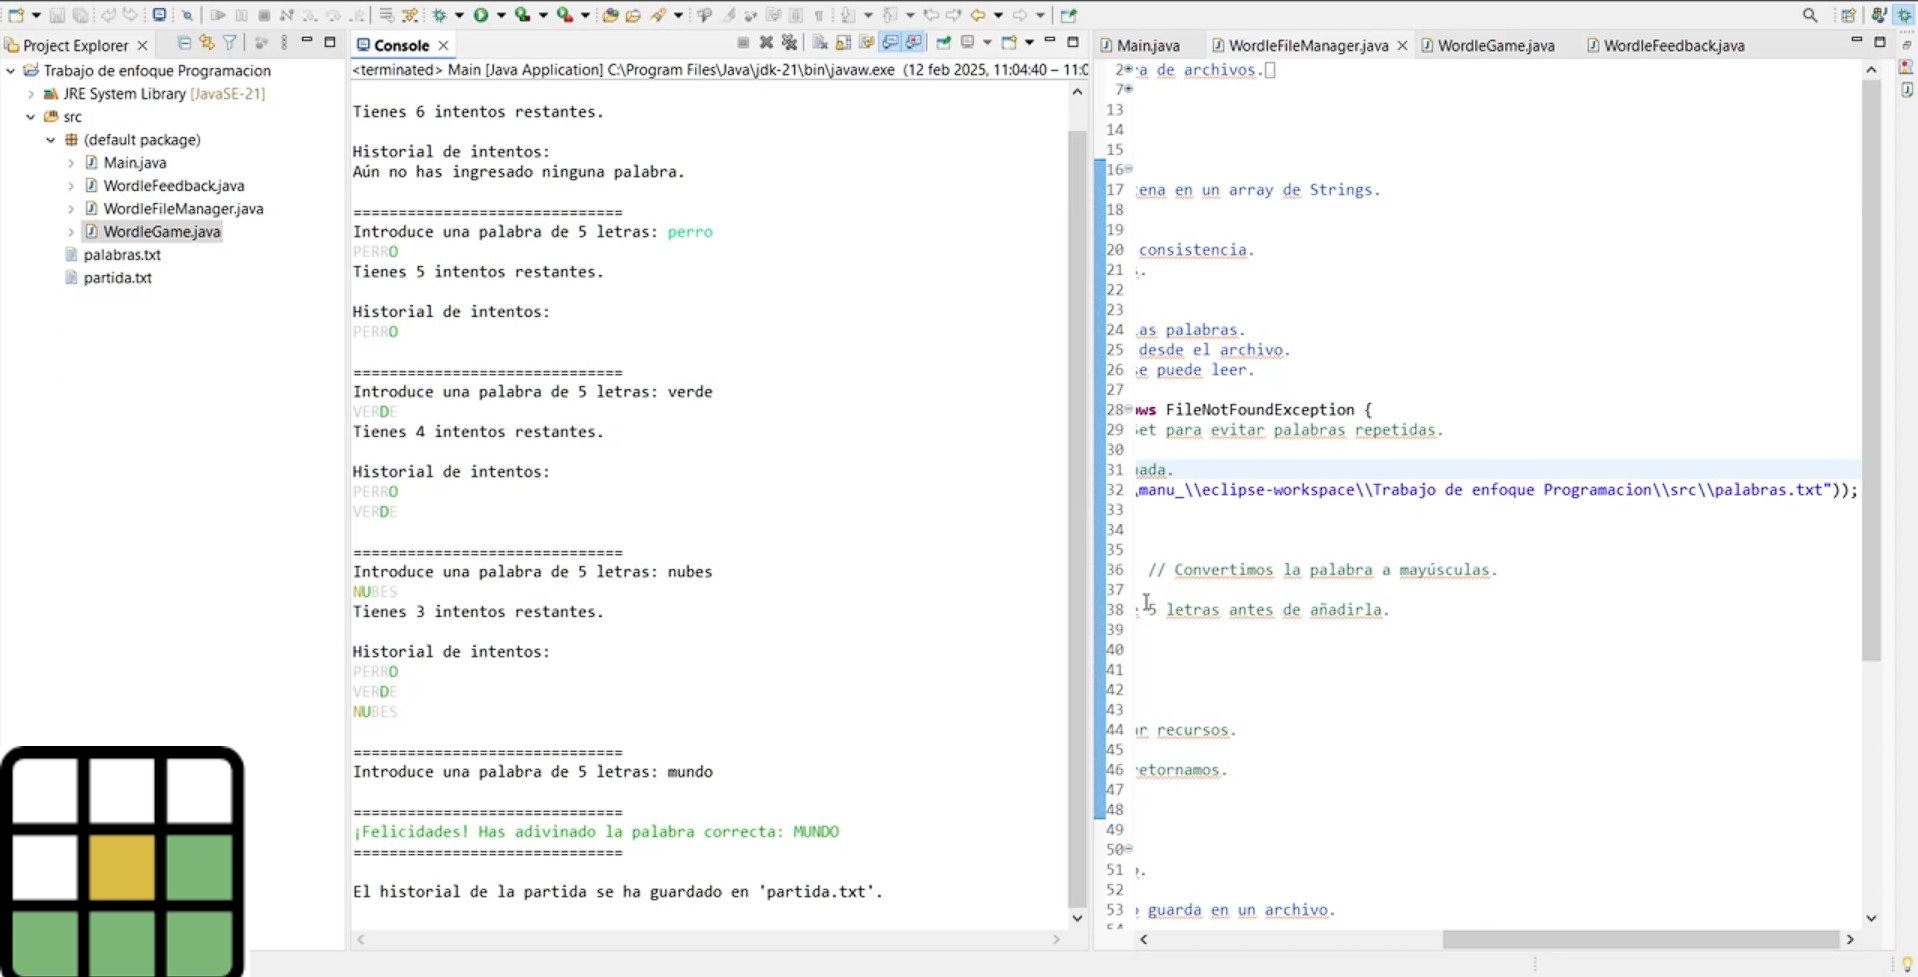 Project Explorer
Trabajo de enfoque Programacion
JRE System Library [JavaSE-21]
src
(default package)
Main.java
WordleFeedback.java
WordleFileManager.java
WordleGame.java
palabras.txt
partida.txt
Console
<terminated> Main [Java Application] C:\Program Files\Java\jdk-21\bin\javaw.exe (12 feb 2025, 11:04:40 – 11:0
Tienes 6 intentos restantes.
Historial de intentos:
Aún no has ingresado ninguna palabra.
==============================
Introduce una palabra de 5 letras: perro
PERRO
Tienes 5 intentos restantes.
Historial de intentos:
PERRO
==============================
Introduce una palabra de 5 letras: verde
VERDE
Tienes 4 intentos restantes.
Historial de intentos:
PERRO
VERDE
==============================
Introduce una palabra de 5 letras: nubes
NUBES
Tienes 3 intentos restantes.
Historial de intentos:
PERRO
VERDE
NUBES
==============================
Introduce una palabra de 5 letras: mundo
==============================
¡Felicidades! Has adivinado la palabra correcta: MUNDO
==============================
El historial de la partida se ha guardado en 'partida.txt'.
Main.java
WordleFileManager.java
WordleGame.java
WordleFeedback.java
2 a de archivos.
7
13
14
15
16
17 ena en un array de Strings.
18
19
20 consistencia.
21 .
22
23
24 as palabras.
25 desde el archivo.
26 e puede leer.
27
28 ows FileNotFoundException {
29 et para evitar palabras repetidas.
30
31 ada.
32 \manu_\\eclipse-workspace\\Trabajo de enfoque Programacion\\src\\palabras.txt"));
33
34
35
36 // Convertimos la palabra a mayúsculas.
37
38 5 letras antes de añadirla.
39
40
41
42
43
44 ar recursos.
45
46 retornamos.
47
48
49
50
51 .
52
53 guarda en un archivo.